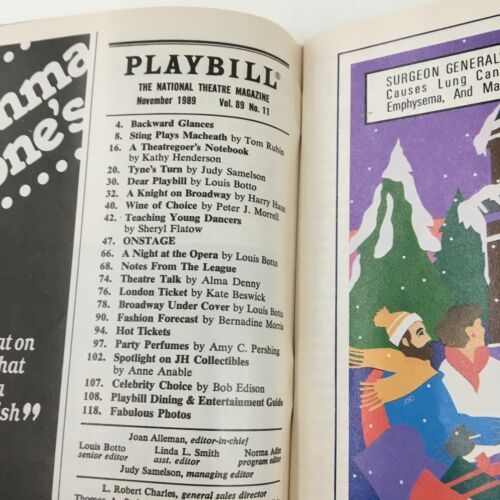 mma
one's
at on
hat
a
ish”
PLAYBILL®
THE NATIONAL THEATRE MAGAZINE
November 1989 Vol. 89 No. 11
4. Backward Glances
8. Sting Plays Macheath by Tom Rubin
16. A Theatregoer's Notebook
by Kathy Henderson
20. Tyne's Turn by Judy Samelson
30. Dear Playbill by Louis Botto
32. A Knight on Broadway by Harry Haun
40. Wine of Choice by Peter J. Morrell
42. Teaching Young Dancers
by Sheryl Flatow
47. ONSTAGE
66. A Night at the Opera by Louis Botto
68. Notes From The League
74. Theatre Talk by Alma Denny
76. London Ticket by Kate Beswick
78. Broadway Under Cover by Louis Botto
90. Fashion Forecast by Bernadine Morris
94. Hot Tickets
97. Party Perfumes by Amy C. Pershing
102. Spotlight on JH Collectibles
by Anne Anable
107. Celebrity Choice by Bob Edison
108. Playbill Dining & Entertainment Guide
118. Fabulous Photos
Joan Alleman, editor-in-chief
Louis Botto Linda L. Smith Norma Adler
senior editor asst. editor program editor
Judy Samelson, managing editor
L. Robert Charles, general sales director
SURGEON GENERAL'
Causes Lung Can
Emphysema, And Ma